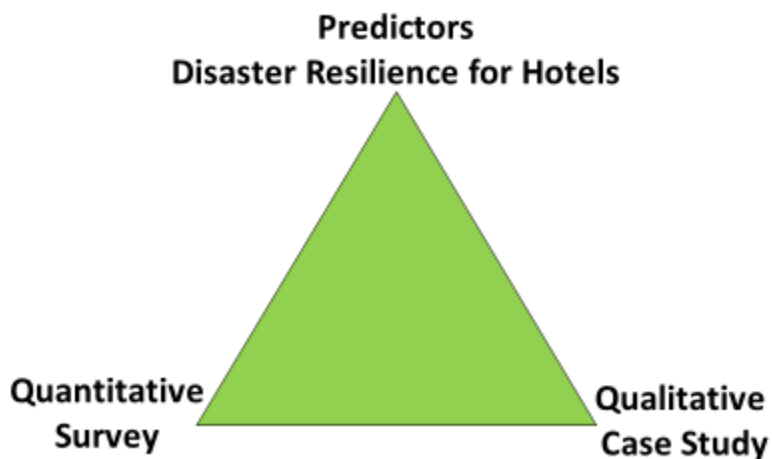 Predictors
Disaster Resilience for Hotels
Quantitative
Survey
Qualitative
Case Study